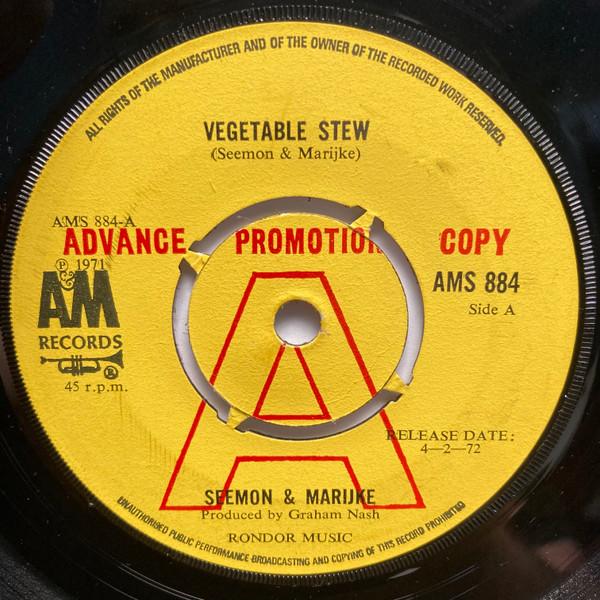 ALL RIGHTS OF THE MANUFACTURER AND OF THE OWNER OF THE RECORDED WORK RESERVED.
VEGETABLE STEW
(Seemon & Marijke)
AMS 884-A
ADVANCE PROMOTION COPY
℗ 1971
AM
RECORDS
®
45 r.p.m.
AMS 884
Side A
A
RELEASE DATE:
4—2—72
SEEMON & MARIJKE
Produced by Graham Nash
RONDOR MUSIC
UNAUTHORISED PUBLIC PERFORMANCE BROADCASTING AND COPYING OF THIS RECORD PROHIBITED